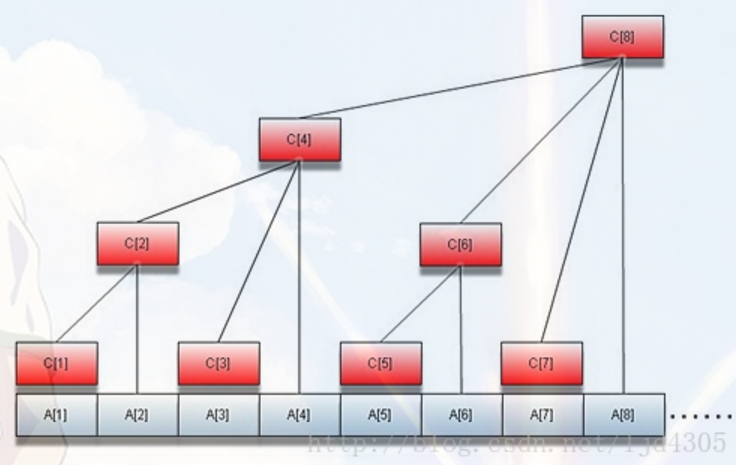 C[8]
C[4]
C[2] C[6]
C[1] C[3] C[5] C[7]
A[1] A[2] A[3] A[4] A[5] A[6] A[7] A[8] ......
http://blog.csdn.net/ljd4305